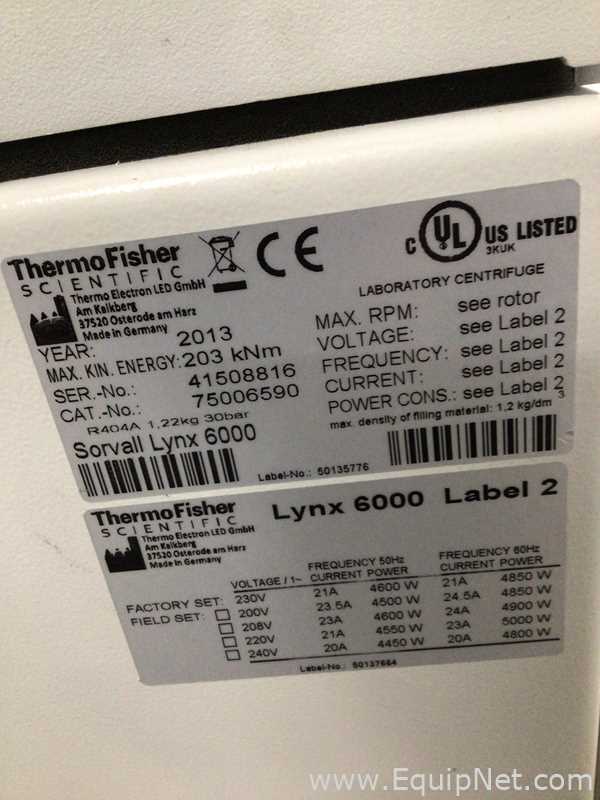 ThermoFisher
SCIENTIFIC
Thermo Electron LED GmbH
Am Kalkberg
37520 Osterode am Harz
Made in Germany
CE
c UL US LISTED
3KUK
LABORATORY CENTRIFUGE
YEAR: 2013
MAX. KIN. ENERGY: 203 kNm
SER.-No.: 41508816
CAT.-No.: 75006590
R404A 1,22kg 30bar
Sorvall Lynx 6000
MAX. RPM: see rotor
VOLTAGE: see Label 2
FREQUENCY: see Label 2
CURRENT: see Label 2
POWER CONS.: see Label 2
max. density of filling material: 1,2 kg/dm³
Label-No.: 50135776
ThermoFisher
SCIENTIFIC
Thermo Electron LED GmbH
Am Kalkberg
37520 Osterode am Harz
Made in Germany
Lynx 6000 Label 2
FREQUENCY 50Hz FREQUENCY 60Hz
VOLTAGE / 1~ CURRENT POWER CURRENT POWER
FACTORY SET: 230V 21A 4600 W 21A 4850 W
FIELD SET: 200V 23.5A 4500 W 24.5A 4850 W
208V 23A 4600 W 24A 4900 W
220V 21A 4550 W 23A 5000 W
240V 20A 4450 W 20A 4800 W
Label-No.: 50137664
www.EquipNet.com